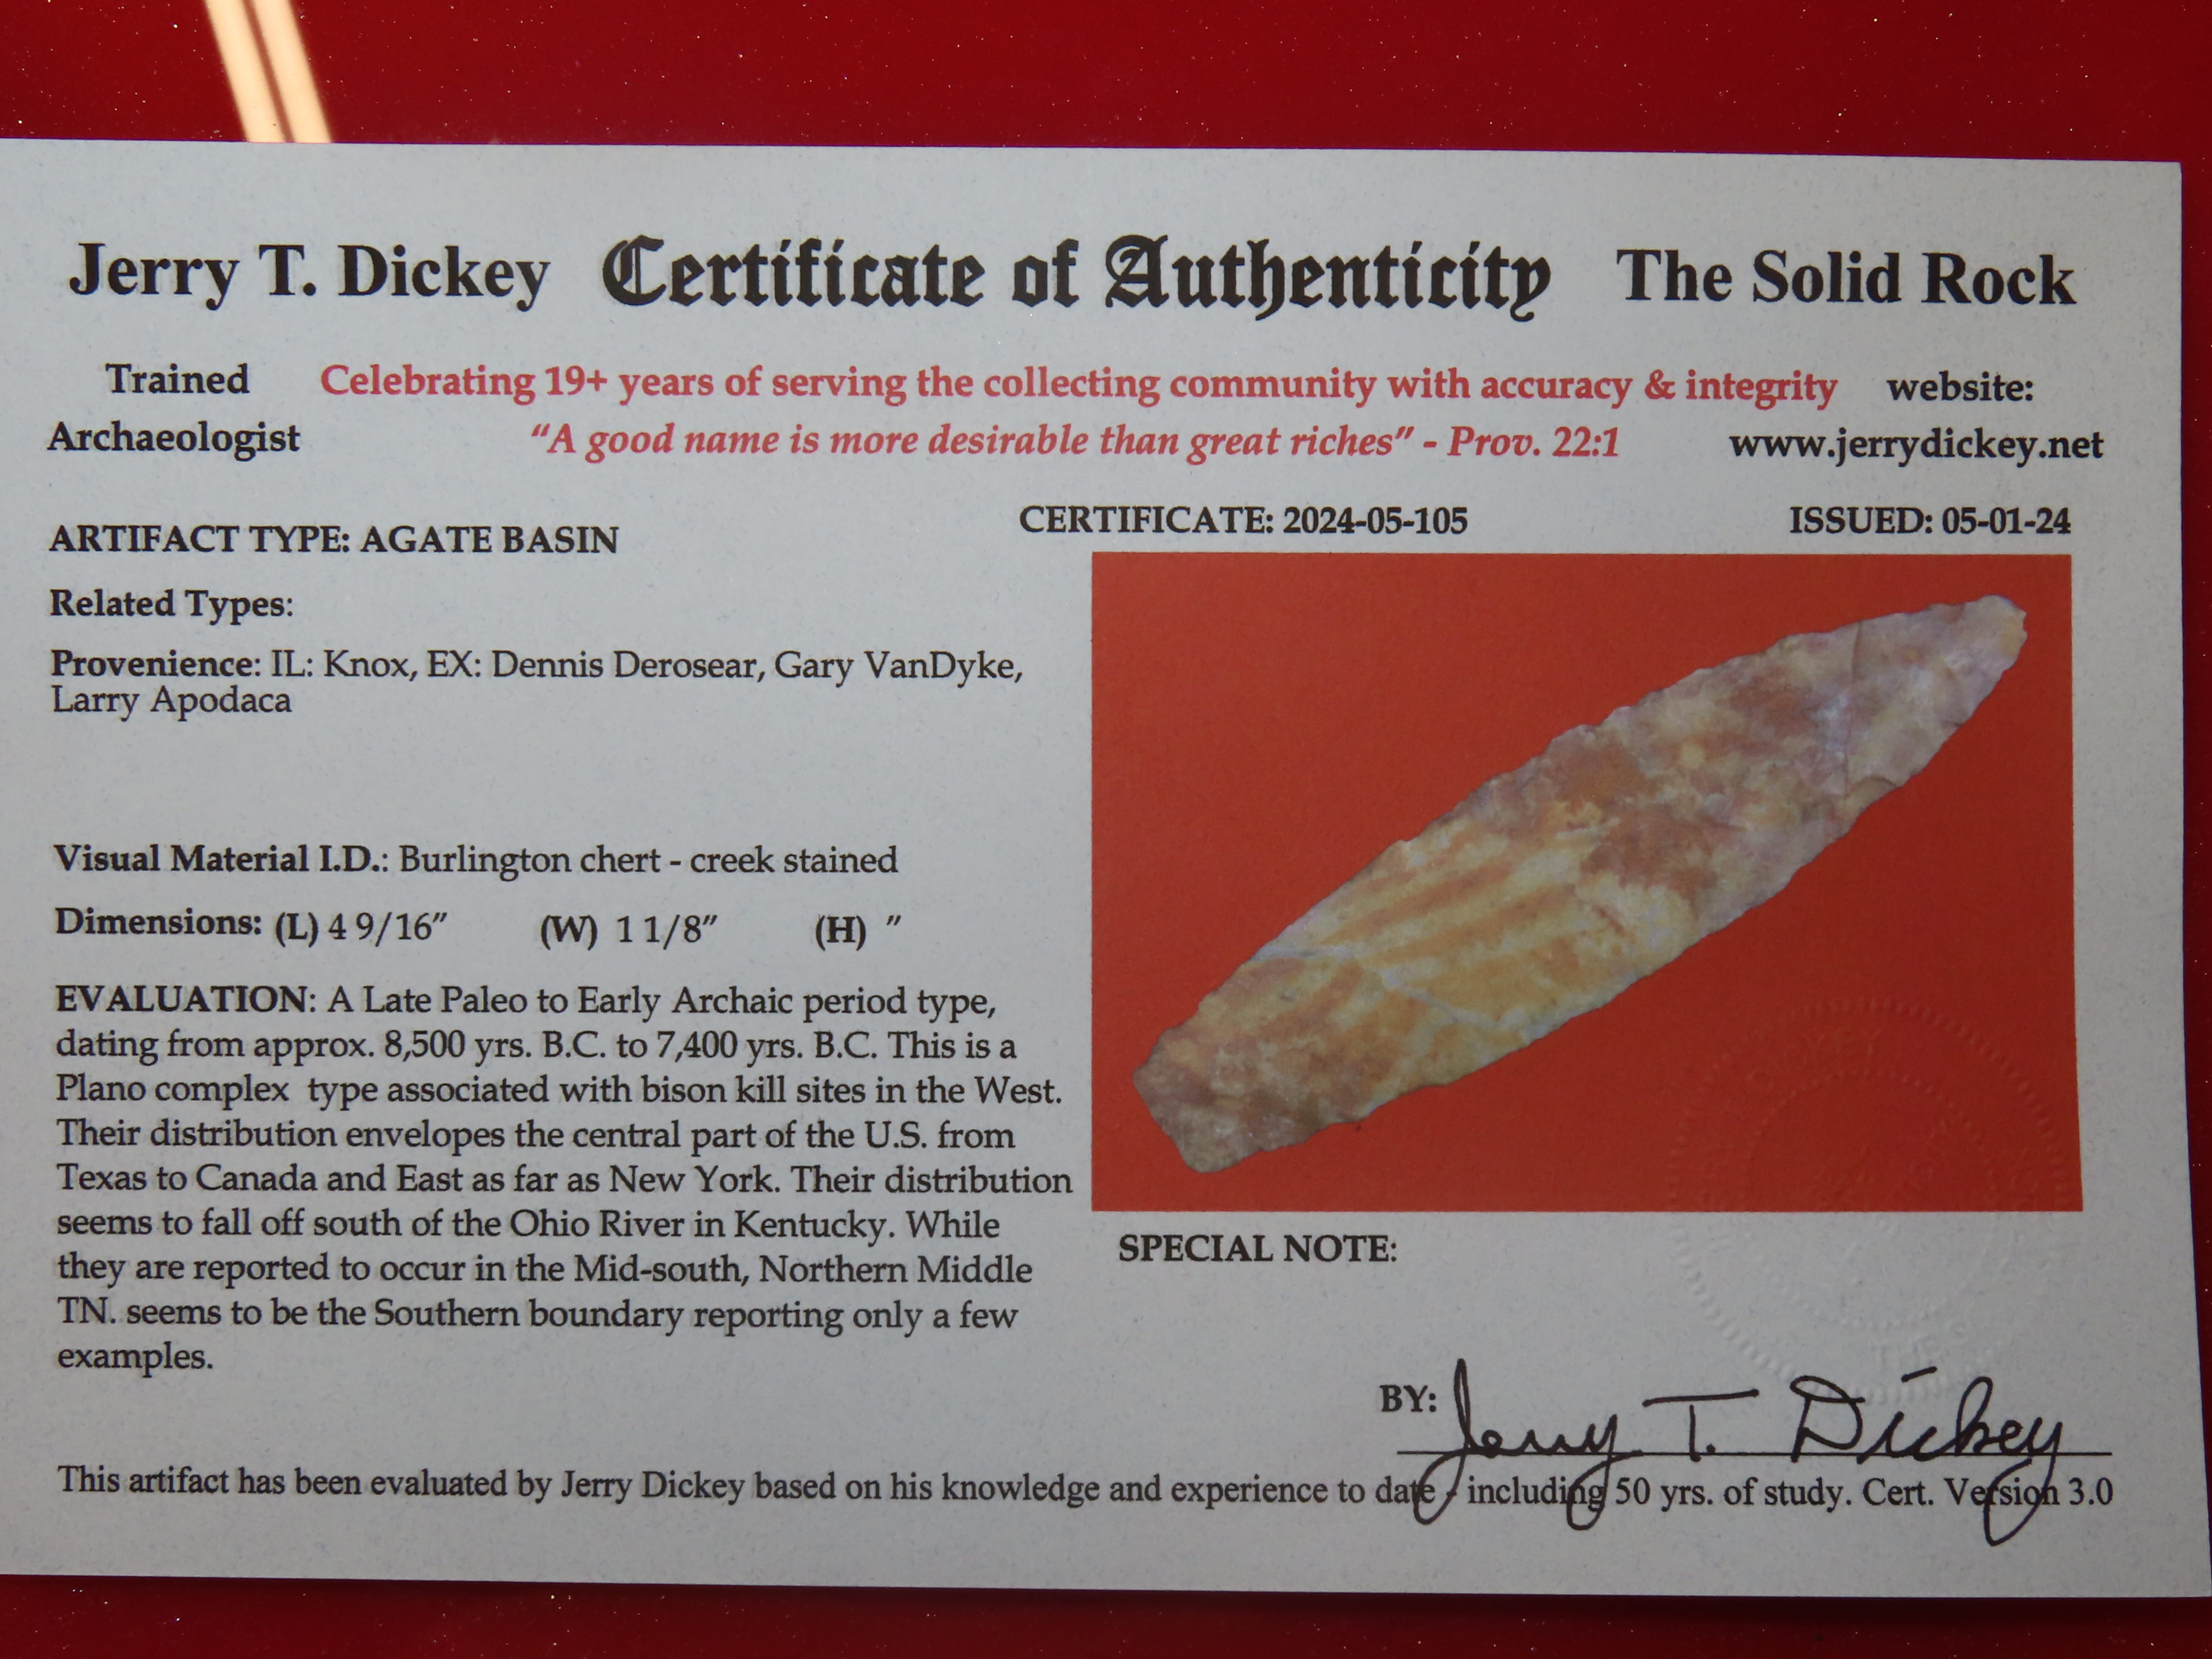 Jerry T. Dickey Certificate of Authenticity The Solid Rock
Trained Celebrating 19+ years of serving the collecting community with accuracy & integrity website:
Archaeologist "A good name is more desirable than great riches" - Prov. 22:1 www.jerrydickey.net
CERTIFICATE: 2024-05-105 ISSUED: 05-01-24
ARTIFACT TYPE: AGATE BASIN
Related Types:
Provenience: IL: Knox, EX: Dennis Derosear, Gary VanDyke,
Larry Apodaca
Visual Material I.D.: Burlington chert - creek stained
Dimensions: (L) 4 9/16" (W) 1 1/8" (H) "
EVALUATION: A Late Paleo to Early Archaic period type,
dating from approx. 8,500 yrs. B.C. to 7,400 yrs. B.C. This is a
Plano complex type associated with bison kill sites in the West.
Their distribution envelopes the central part of the U.S. from
Texas to Canada and East as far as New York. Their distribution
seems to fall off south of the Ohio River in Kentucky. While
they are reported to occur in the Mid-south, Northern Middle
TN. seems to be the Southern boundary reporting only a few
examples.
DICKEY
SPECIAL NOTE:
BY: Jerry T. Dickey
This artifact has been evaluated by Jerry Dickey based on his knowledge and experience to date - including 50 yrs. of study. Cert. Version 3.0